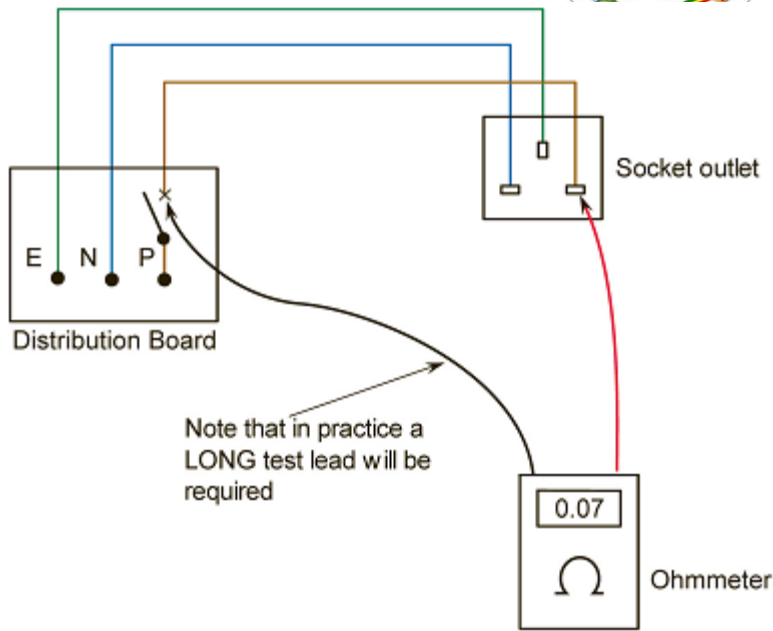 Socket outlet
E N P
Distribution Board
Note that in practice a
LONG test lead will be
required
0.07
Ω
Ohmmeter